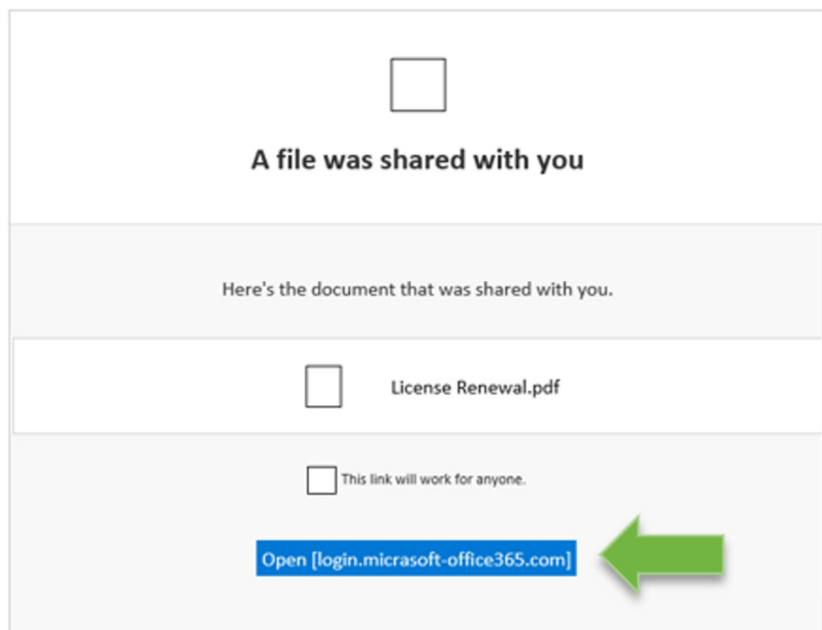 A file was shared with you
Here's the document that was shared with you.
License Renewal.pdf
This link will work for anyone.
Open [login.micrasoft-office365.com]